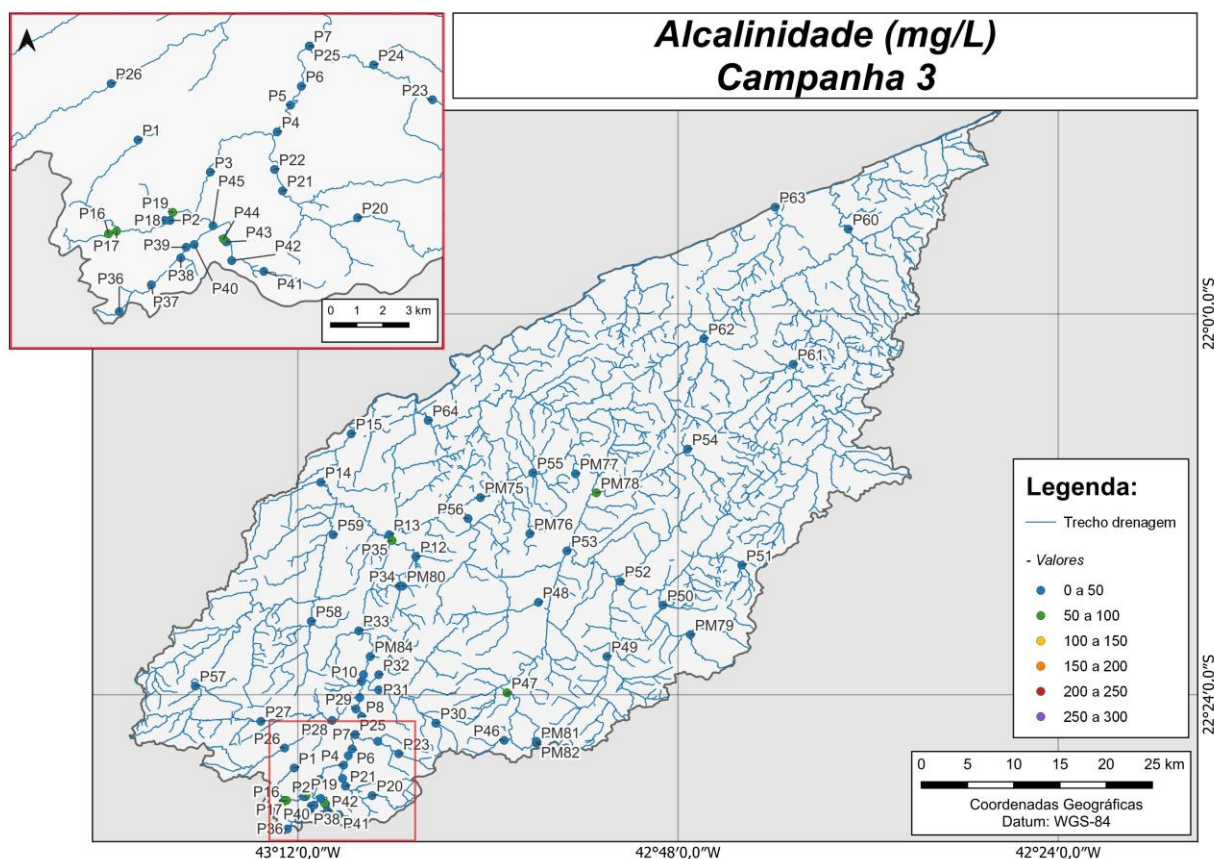 Alcalinidade (mg/L)
Campanha 3
P7
P25
P24
P26
P6
P23
P5
P1
P4
P3
P22
P45
P21
P19
P44
P16
P18
P2
P20
P43
P17
P39
P42
P36
P38
P41
P40
P37
0 1 2 3 km
P63
P60
22°0'0,0"S
P62
P61
P64
P15
P54
P55
PM77
P14
PM78
PM75
P56
P59
P13
PM76
P35
P12
P53
P51
P34
PM80
P52
P48
P50
P58
P33
PM79
PM84
P49
P10
P32
P57
P31
P47
22°24'0,0"S
P29
P8
P27
P28
P25
P30
P26
P7
P46
PM81
P23
PM82
P4
P6
P1
P21
P19
P20
P16
P2
P42
P17
P40
P38
P41
P36
Legenda:
Trecho drenagem
- Valores
0 a 50
50 a 100
100 a 150
150 a 200
200 a 250
250 a 300
0 5 10 15 20 25 km
Coordenadas Geográficas
Datum: WGS-84
43°12'0,0"W 42°48'0,0"W 42°24'0,0"W